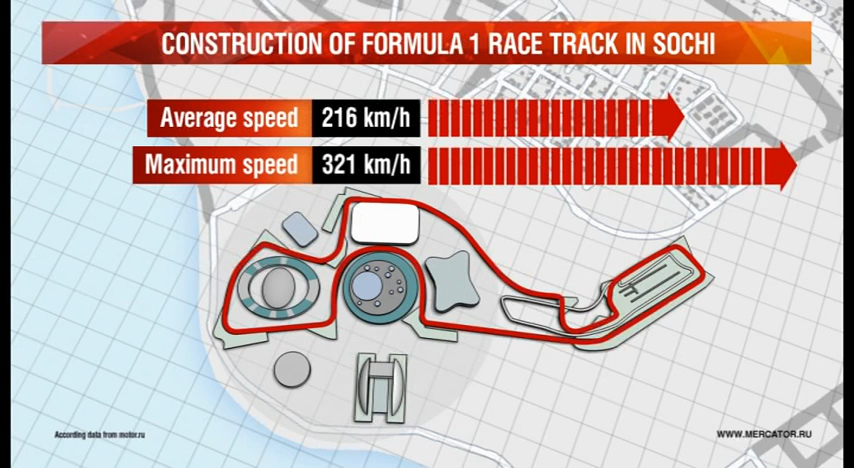 CONSTRUCTION OF FORMULA 1 RACE TRACK IN SOCHI
Average speed 216 km/h
Maximum speed 321 km/h
According data from motor.ru
WWW.MERCATOR.RU